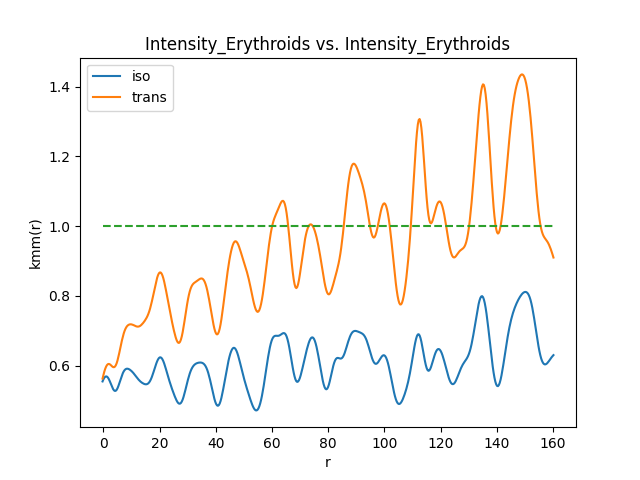 Intensity_Erythroids vs. Intensity_Erythroids
iso
trans
1.4
1.2
1.0
0.8
0.6
kmm(r)
0 20 40 60 80 100 120 140 160
r